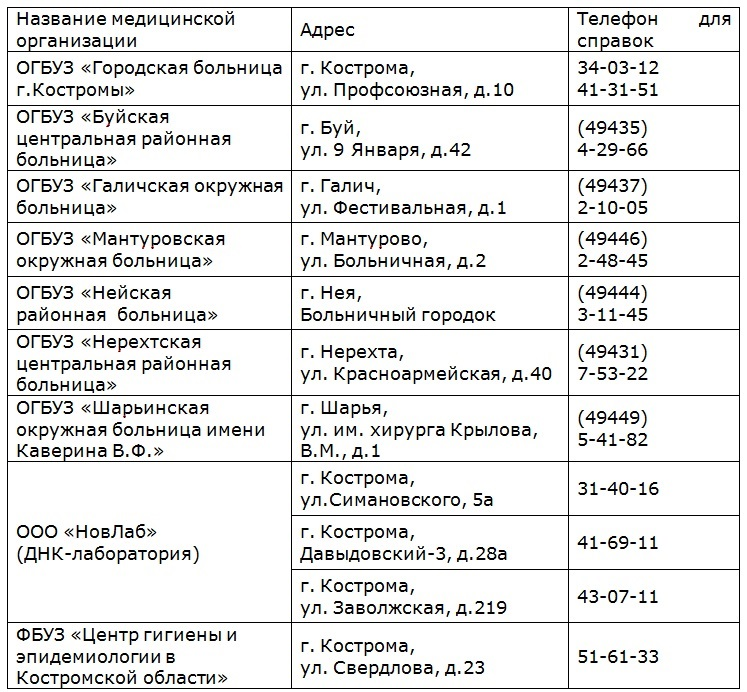 Название медицинской
организации
Адрес
Телефон для
справок
ОГБУЗ «Городская больница
г.Костромы»
г. Кострома,
ул. Профсоюзная, д.10
34-03-12
41-31-51
ОГБУЗ «Буйская
центральная районная
больница»
г. Буй,
ул. 9 Января, д.42
(49435)
4-29-66
ОГБУЗ «Галичская окружная
больница»
г. Галич,
ул. Фестивальная, д.1
(49437)
2-10-05
ОГБУЗ «Мантуровская
окружная больница»
г. Мантурово,
ул. Больничная, д.2
(49446)
2-48-45
ОГБУЗ «Нейская
районная больница»
г. Нея,
Больничный городок
(49444)
3-11-45
ОГБУЗ «Нерехтская
центральная районная
больница»
г. Нерехта,
ул. Красноармейская, д.40
(49431)
7-53-22
ОГБУЗ «Шарьинская
окружная больница имени
Каверина В.Ф.»
г. Шарья,
ул. им. хирурга Крылова,
В.М., д.1
(49449)
5-41-82
ООО «НовЛаб»
(ДНК-лаборатория)
г. Кострома,
ул.Симановского, 5а
31-40-16
г. Кострома,
Давыдовский-3, д.28а
41-69-11
г. Кострома,
ул. Заволжская, д.219
43-07-11
ФБУЗ «Центр гигиены и
эпидемиологии в
Костромской области»
г. Кострома,
ул. Свердлова, д.23
51-61-33